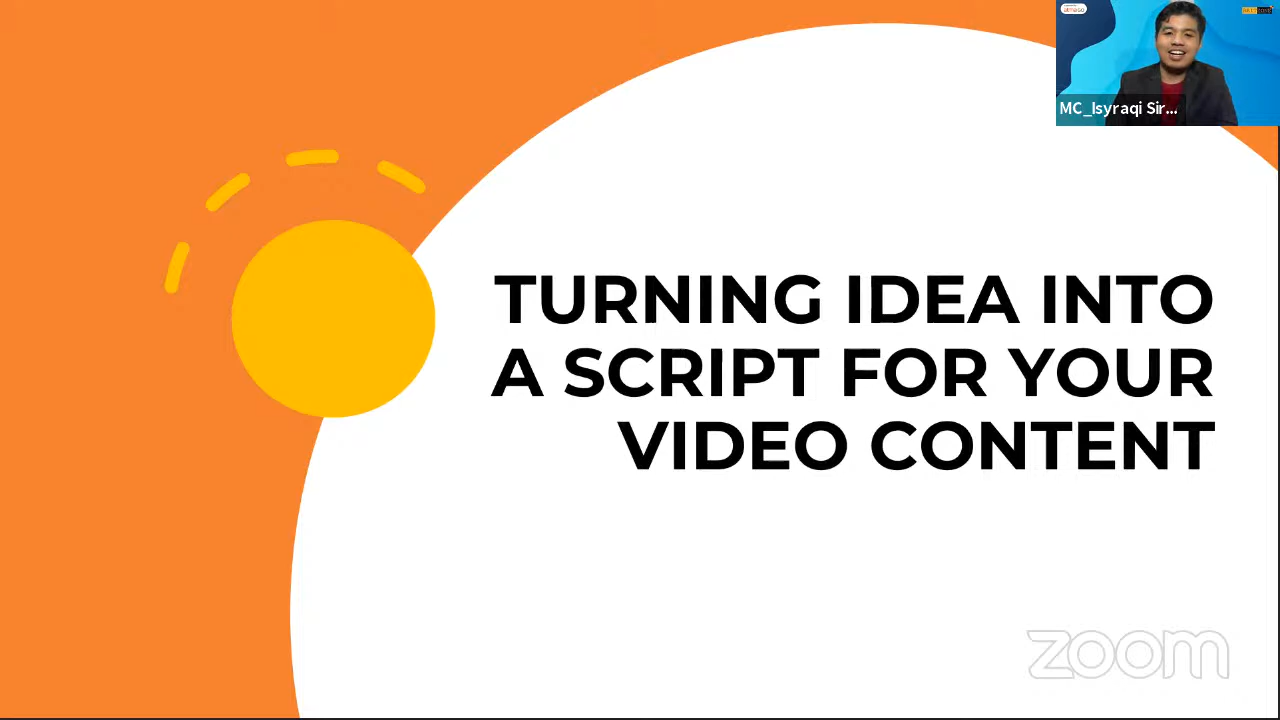 TURNING IDEA INTO
A SCRIPT FOR YOUR
VIDEO CONTENT
MC_Isyraqi Sir...
zoom